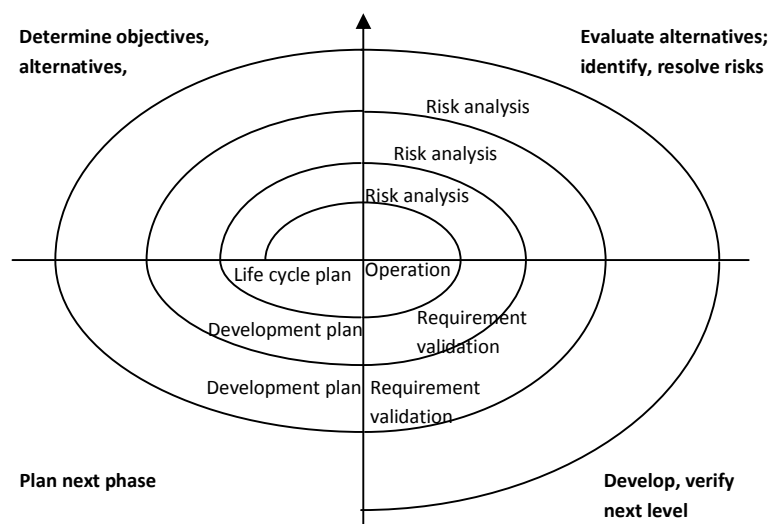 Determine objectives,
alternatives,
Evaluate alternatives;
identify, resolve risks
Risk analysis
Risk analysis
Risk analysis
Life cycle plan
Operation
Development plan
Requirement
validation
Development plan
Requirement
validation
Plan next phase
Develop, verify
next level